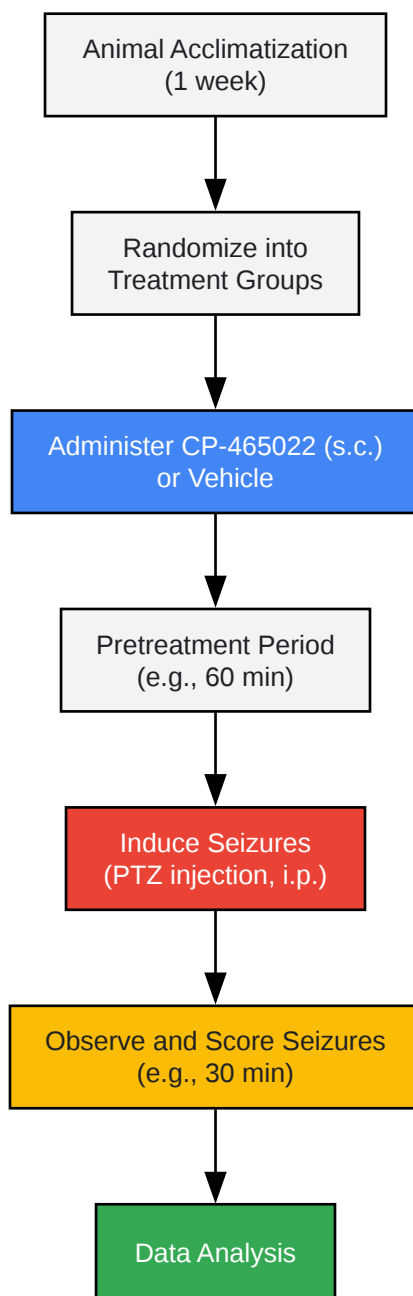 Animal Acclimatization
(1 week)
Randomize into
Treatment Groups
Administer CP-465022 (s.c.)
or Vehicle
Pretreatment Period
(e.g., 60 min)
Induce Seizures
(PTZ injection, i.p.)
Observe and Score Seizures
(e.g., 30 min)
Data Analysis